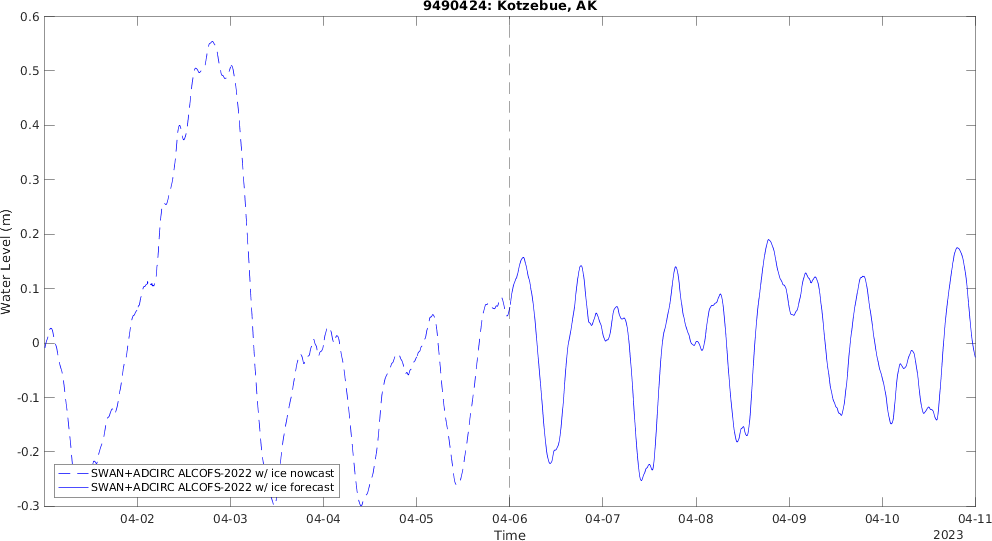 9490424: Kotzebue, AK
0.6
0.5
0.4
0.3
0.2
0.1
0
-0.1
-0.2
-0.3
Water Level (m)
SWAN+ADCIRC ALCOFS-2022 w/ ice nowcast
SWAN+ADCIRC ALCOFS-2022 w/ ice forecast
04-02 04-03 04-04 04-05 04-06 04-07 04-08 04-09 04-10 04-11
Time
2023